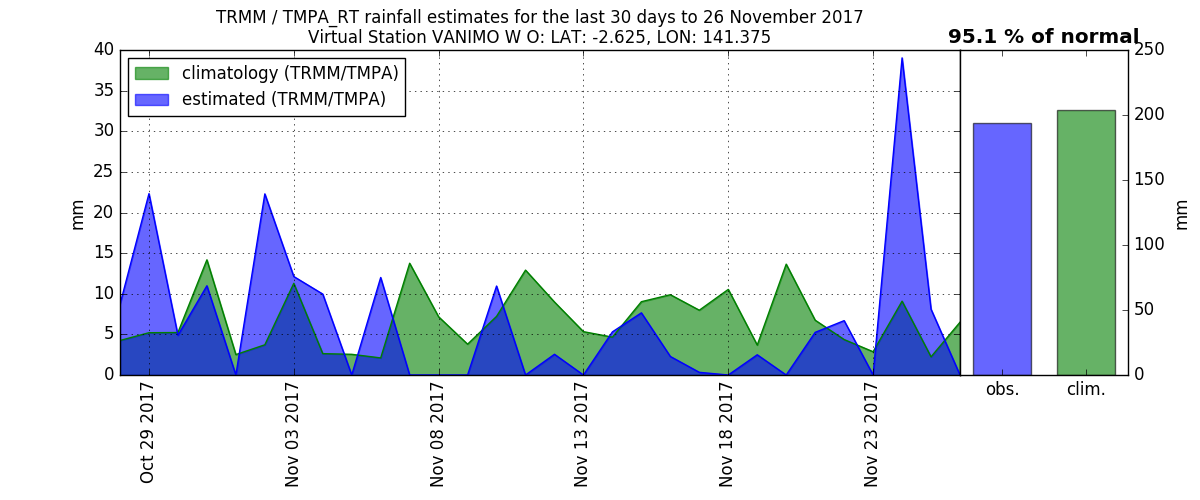 TRMM / TMPA_RT rainfall estimates for the last 30 days to 26 November 2017
Virtual Station VANIMO W O: LAT: -2.625, LON: 141.375
95.1 % of normal
climatology (TRMM/TMPA)
estimated (TRMM/TMPA)
40
35
30
25
20
15
10
5
0
mm
250
200
150
100
50
0
mm
Oct 29 2017
Nov 03 2017
Nov 08 2017
Nov 13 2017
Nov 18 2017
Nov 23 2017
obs.
clim.